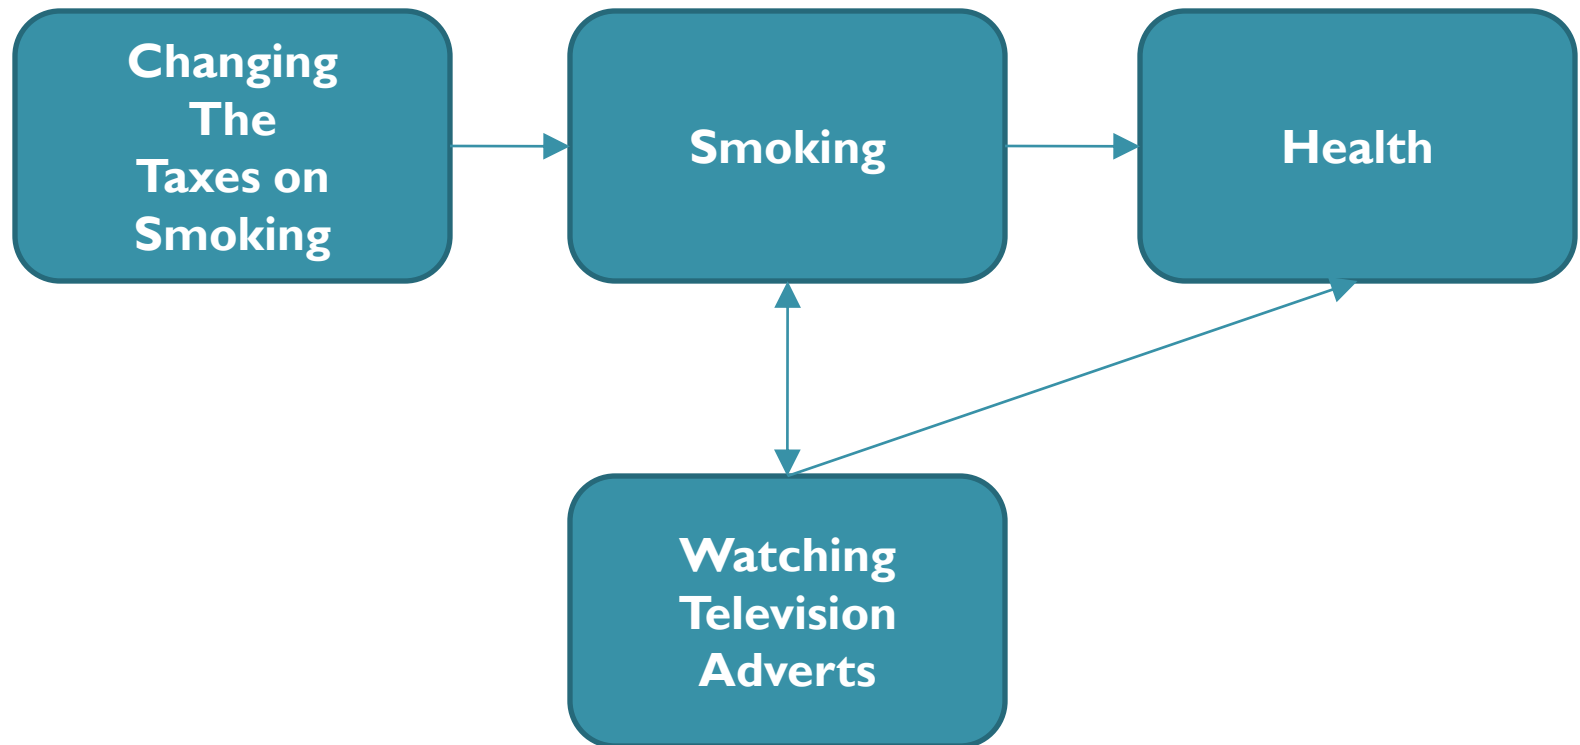 Changing
The
Taxes on
Smoking
Smoking
Health
Watching
Television
Adverts